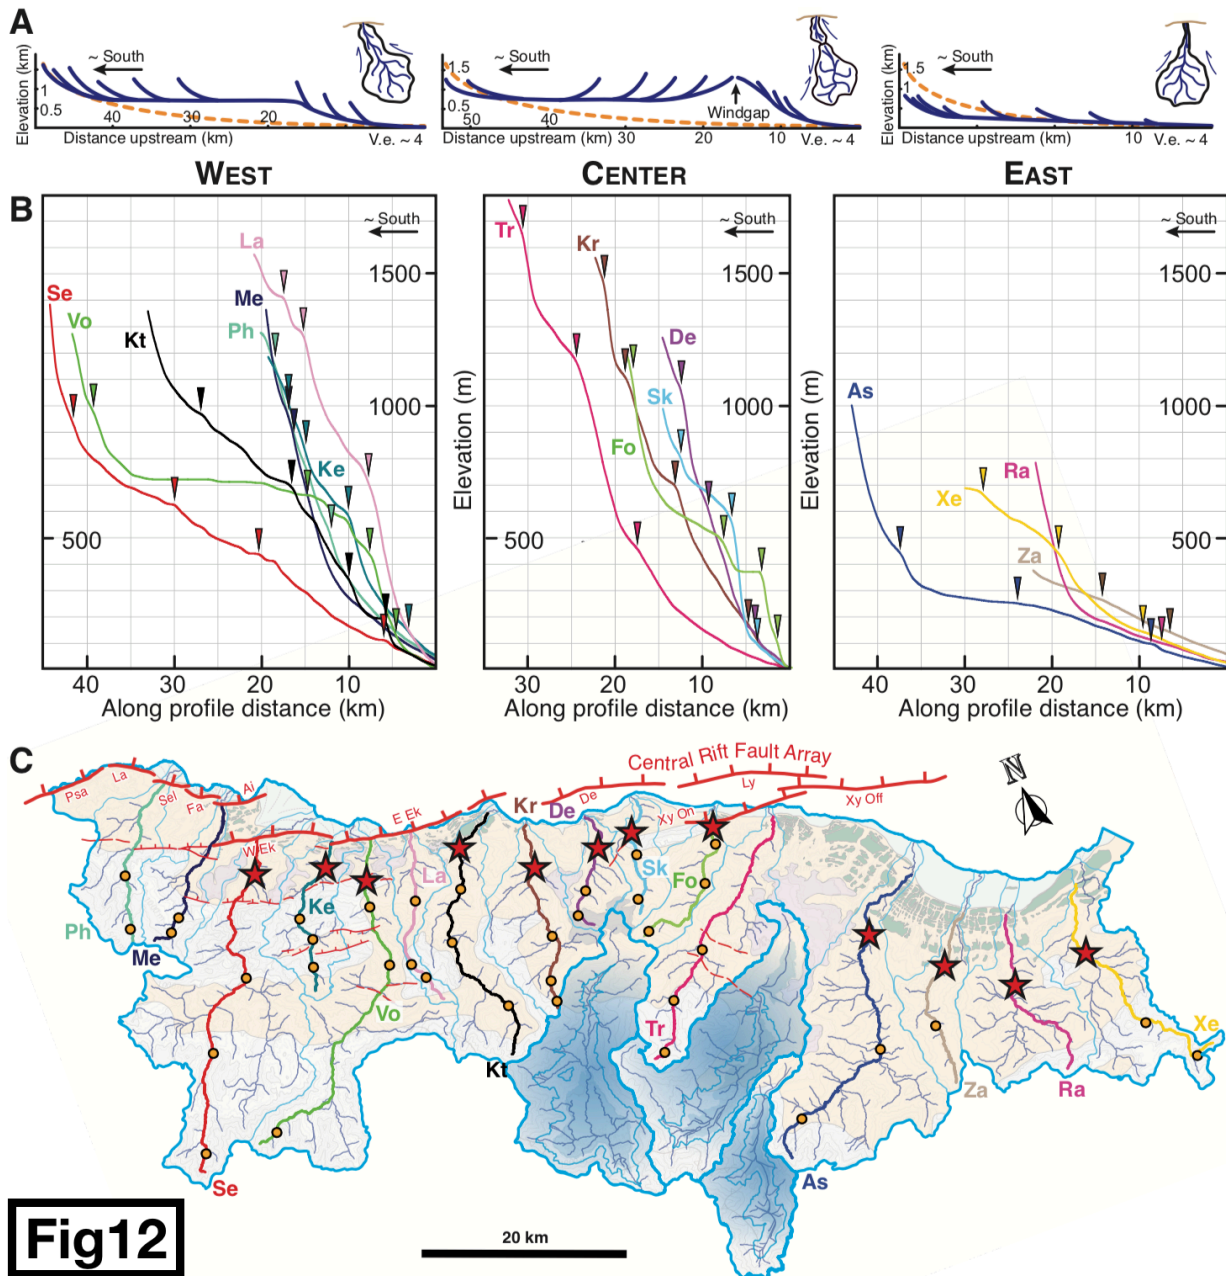 A
Elevation (km)
1.5
1
0.5
~ South
40
30
20
Distance upstream (km)
V.e. ~ 4
1.5
1
0.5
~ South
Windgap
50
40
30
20
10
Distance upstream (km)
V.e. ~ 4
Elevation (km)
1.5
1
~ South
Distance upstream (km)
10
V.e. ~ 4
WEST
CENTER
EAST
B
Se
Vo
Kt
La
Me
Ph
Ke
~ South
1500
1000
500
40
30
20
10
Along profile distance (km)
Elevation (m)
Tr
Kr
De
Sk
Fo
~ South
1500
1000
500
30
20
10
Along profile distance (km)
Elevation (m)
As
Xe
Ra
Za
~ South
1500
1000
500
40
30
20
10
Along profile distance (km)
C
Central Rift Fault Array
N
Psa
La
Sel
Fa
Ai
W Ek
E Ek
De
Ly
Xy On
Xy Off
Kr
De
La
Sk
Fo
Ke
Ph
Me
Vo
Kt
Tr
Se
As
Za
Ra
Xe
20 km
Fig12